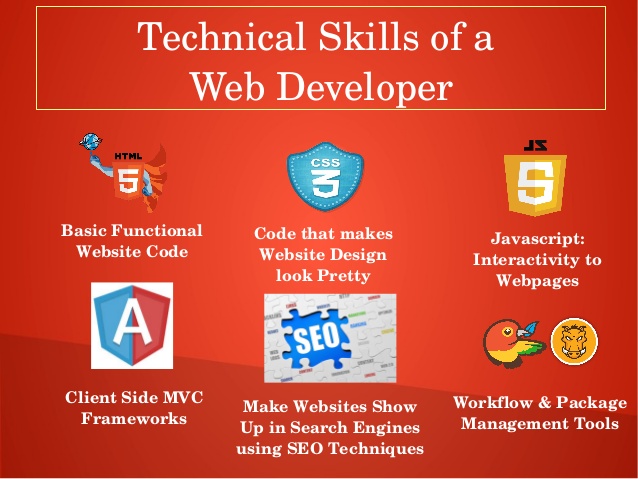 Technical Skills of a
Web Developer
HTML
5
CSS
3
JS
5
Basic Functional
Website Code
Code that makes
Website Design
look Pretty
Javascript:
Interactivity to
Webpages
A
SEO
Client Side MVC
Frameworks
Make Websites Show
Up in Search Engines
using SEO Techniques
Workflow & Package
Management Tools